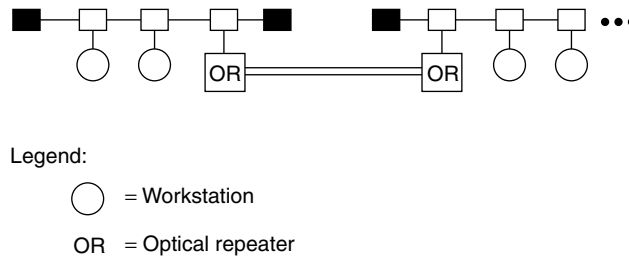 OR OR
Legend:
= Workstation
OR = Optical repeater